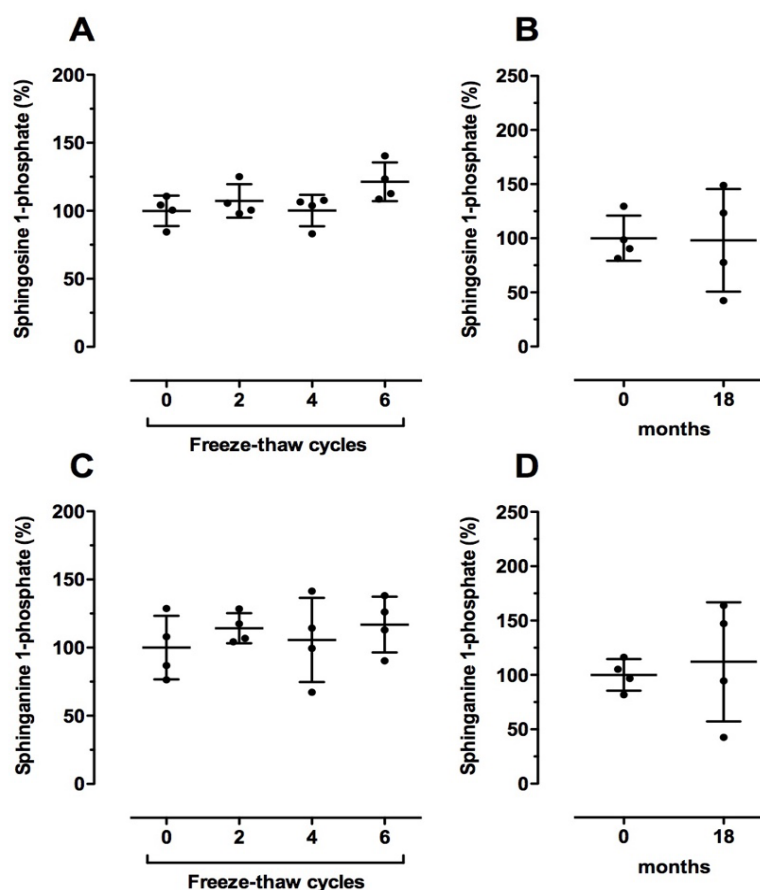 A
Sphingosine 1-phosphate (%)
200
150
100
50
0
0 2 4 6
Freeze-thaw cycles
B
Sphingosine 1-phosphate (%)
250
200
150
100
50
0
0 18
months
C
Sphinganine 1-phosphate (%)
200
150
100
50
0
0 2 4 6
Freeze-thaw cycles
D
Sphinganine 1-phosphate (%)
250
200
150
100
50
0
0 18
months